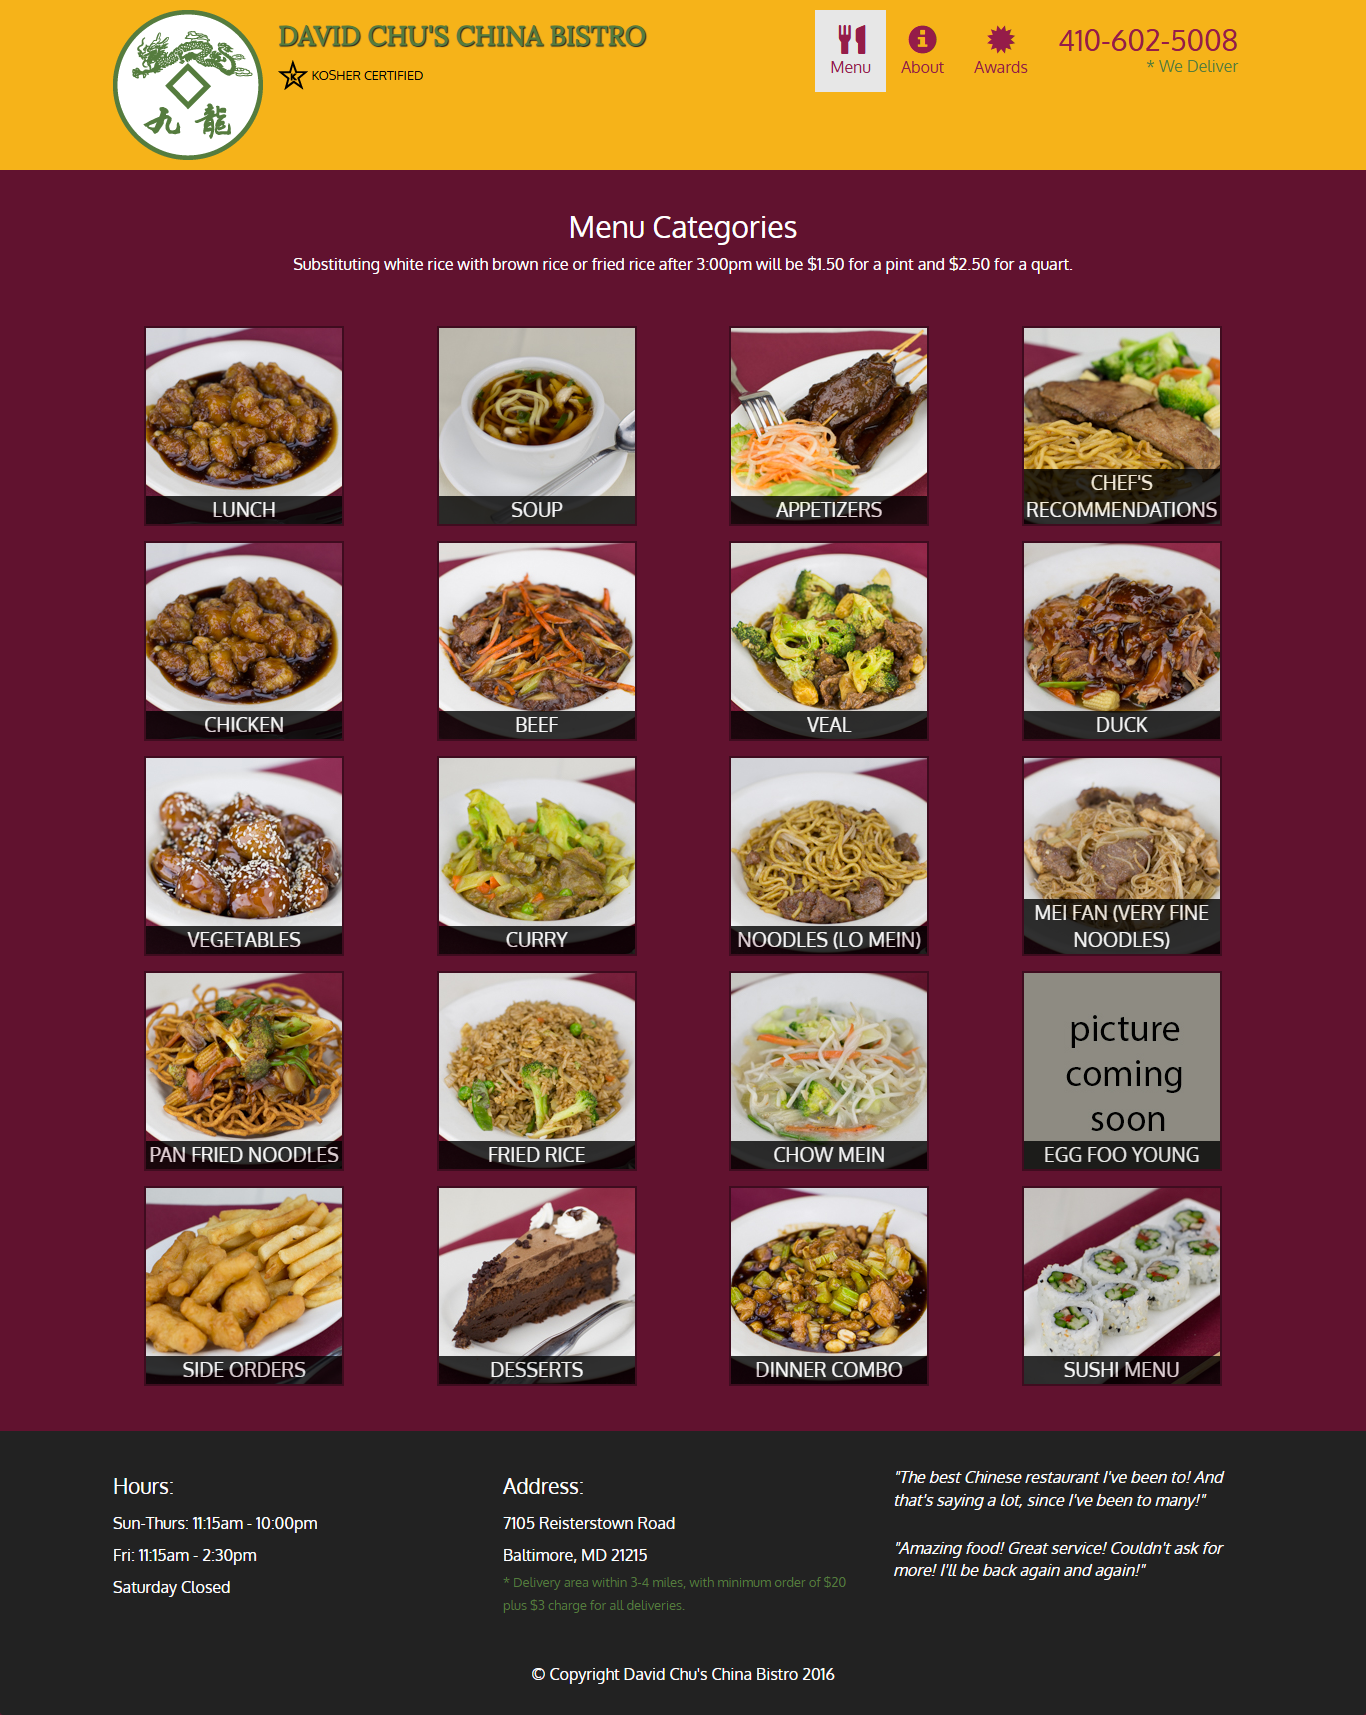 DAVID CHU'S CHINA BISTRO
K KOSHER CERTIFIED
九龍
Menu
About
Awards
410-602-5008
* We Deliver
Menu Categories
Substituting white rice with brown rice or fried rice after 3:00pm will be $1.50 for a pint and $2.50 for a quart.
LUNCH
SOUP
APPETIZERS
CHEF'S
RECOMMENDATIONS
CHICKEN
BEEF
VEAL
DUCK
VEGETABLES
CURRY
NOODLES (LO MEIN)
MEI FAN (VERY FINE
NOODLES)
PAN FRIED NOODLES
FRIED RICE
CHOW MEIN
picture
coming
soon
EGG FOO YOUNG
SIDE ORDERS
DESSERTS
DINNER COMBO
SUSHI MENU
Hours:
Sun-Thurs: 11:15am - 10:00pm
Fri: 11:15am - 2:30pm
Saturday Closed
Address:
7105 Reisterstown Road
Baltimore, MD 21215
* Delivery area within 3-4 miles, with minimum order of $20
plus $3 charge for all deliveries.
"The best Chinese restaurant I've been to! And
that's saying a lot, since I've been to many!"
"Amazing food! Great service! Couldn't ask for
more! I'll be back again and again!"
© Copyright David Chu's China Bistro 2016